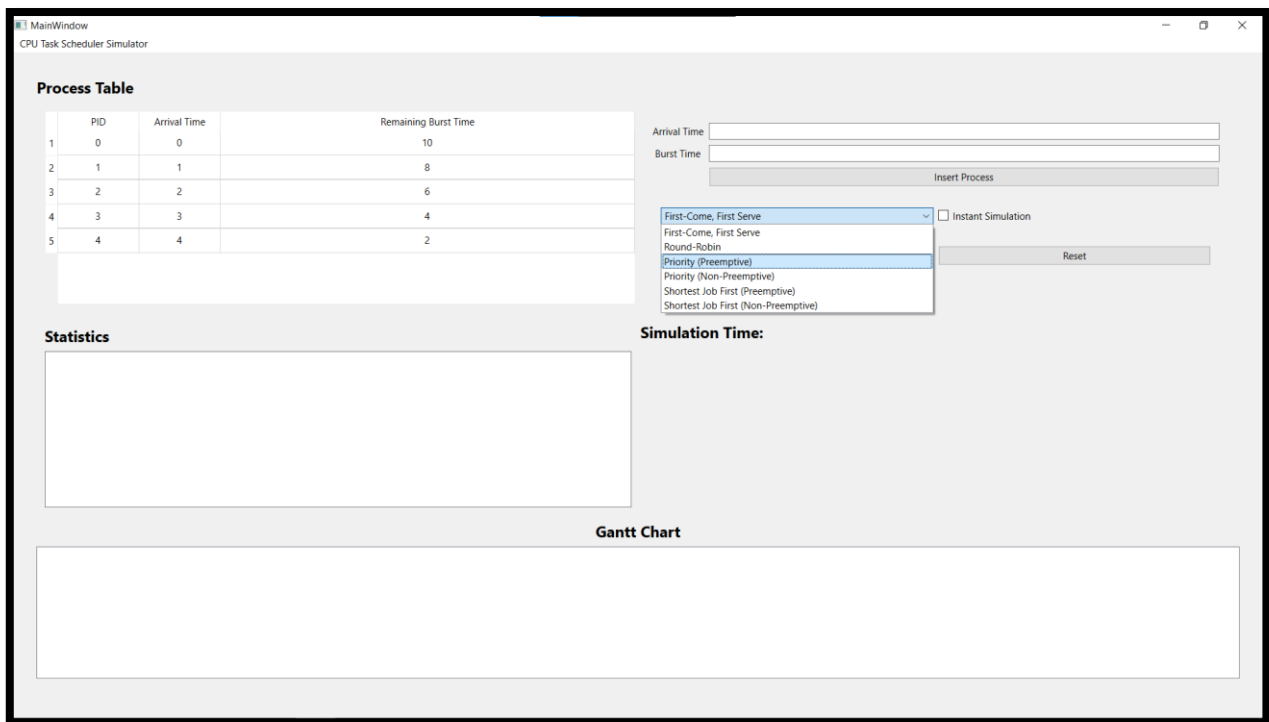 MainWindow
CPU Task Scheduler Simulator
Process Table
PID Arrival Time Remaining Burst Time
1 0 0 10
2 1 1 8
3 2 2 6
4 3 3 4
5 4 4 2
Arrival Time
Burst Time
Insert Process
First-Come, First Serve
Instant Simulation
First-Come, First Serve
Round-Robin
Priority (Preemptive)
Priority (Non-Preemptive)
Shortest Job First (Preemptive)
Shortest Job First (Non-Preemptive)
Reset
Statistics
Simulation Time:
Gantt Chart